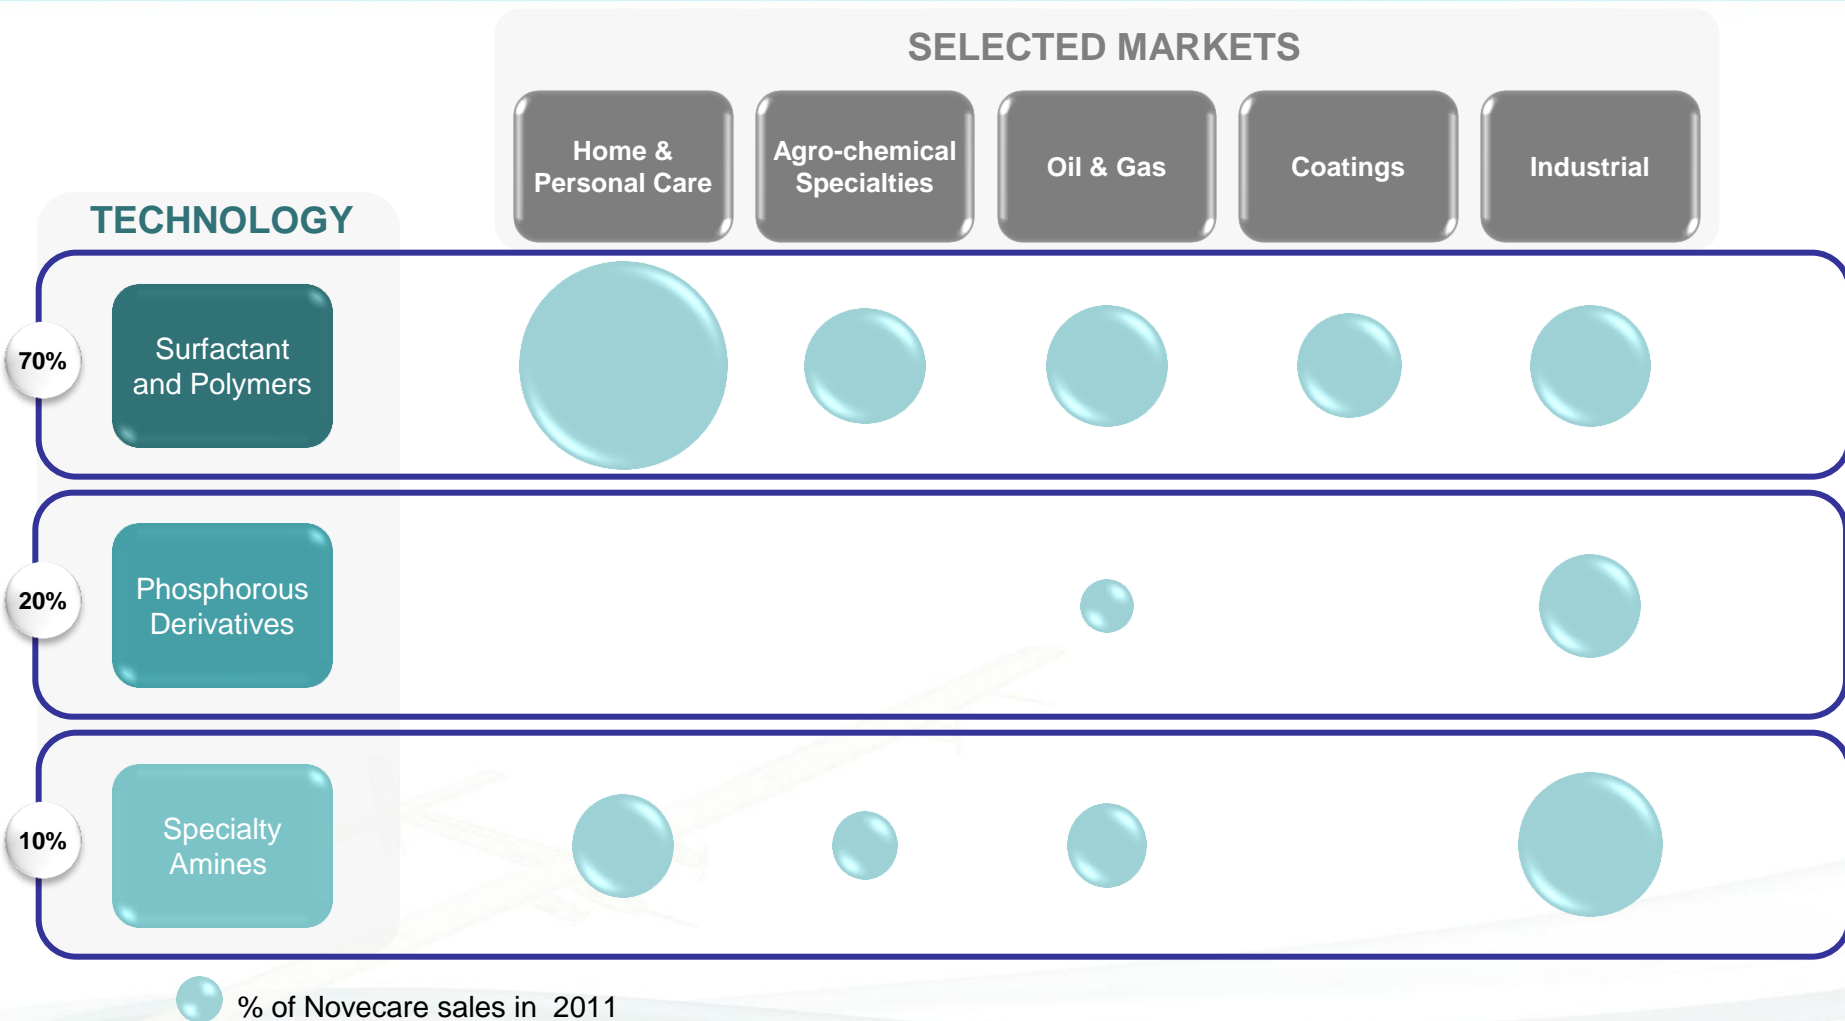 SELECTED MARKETS
Home &
Personal Care
Agro-chemical
Specialties
Oil & Gas
Coatings
Industrial
TECHNOLOGY
70%
Surfactant
and Polymers
20%
Phosphorous
Derivatives
10%
Specialty
Amines
% of Novecare sales in 2011